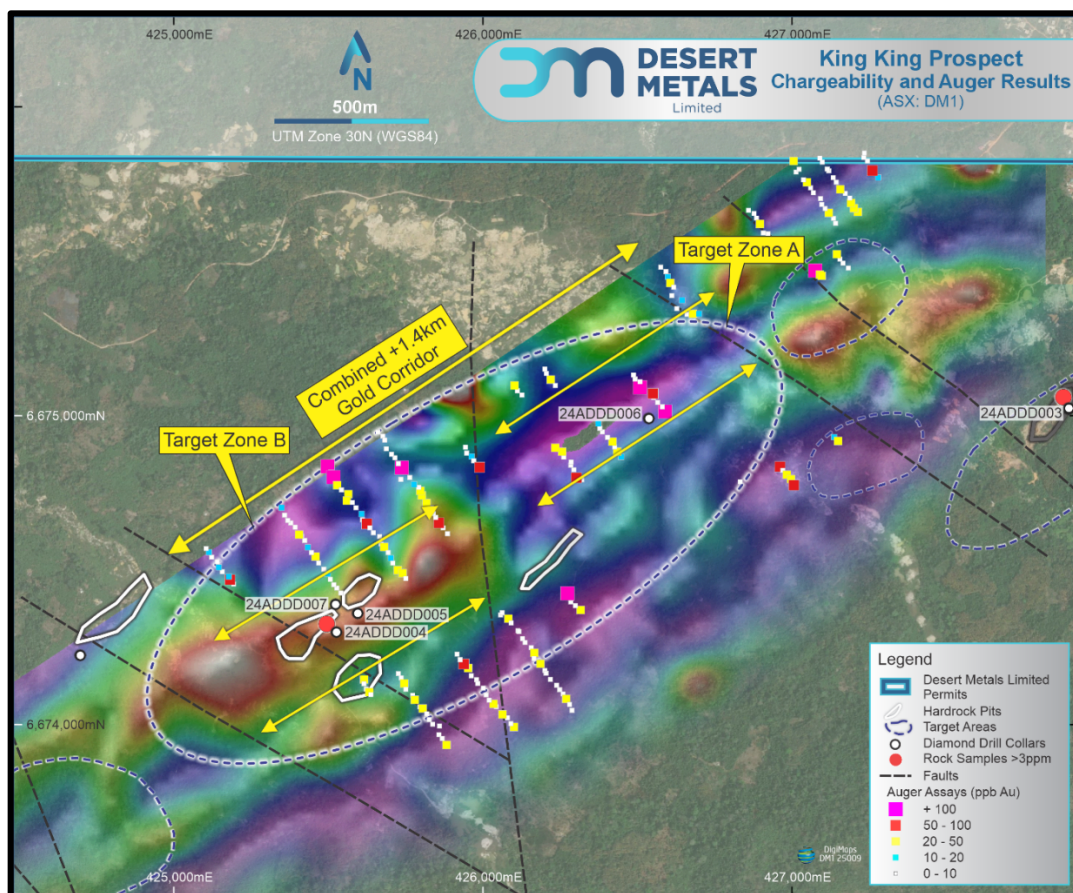 425,000mE
426,000mE
427,000mE
N
500m
UTM Zone 30N (WGS84)
dm
DESERT
METALS
Limited
King King Prospect
Chargeability and Auger Results
(ASX: DM1)
Target Zone A
Combined +1.4km
Gold Corridor
Target Zone B
6,675,000mN
24ADDD006
24ADDD003
24ADDD007
24ADDD005
24ADDD004
6,674,000mN
Legend
Desert Metals Limited
Permits
Hardrock Pits
Target Areas
Diamond Drill Collars
Rock Samples >3ppm
Faults
Auger Assays (ppb Au)
+ 100
50 - 100
20 - 50
10 - 20
0 - 10
DigiMaps
DM1 25009
425,000mE
426,000mE
427,000mE